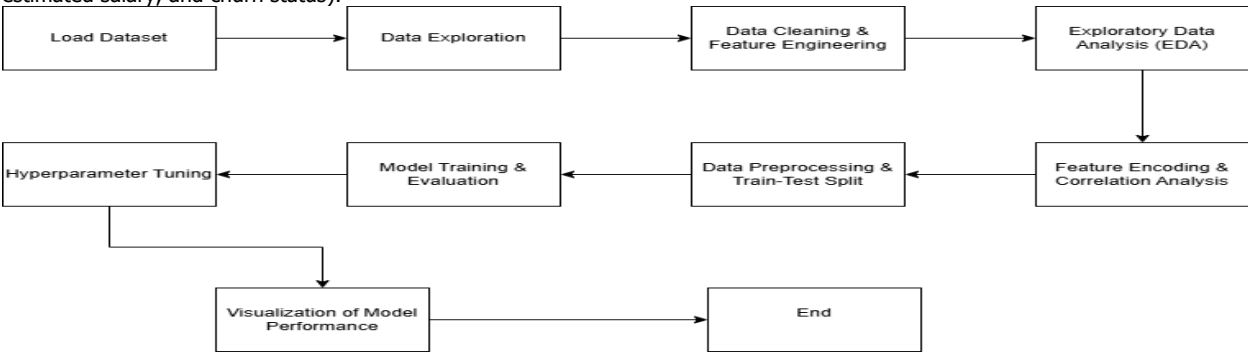 estimated salary, and churn status).
Load Dataset
Data Exploration
Data Cleaning &
Feature Engineering
Exploratory Data
Analysis (EDA)
Feature Encoding &
Correlation Analysis
Data Preprocessing &
Train-Test Split
Model Training &
Evaluation
Hyperparameter Tuning
Visualization of Model
Performance
End